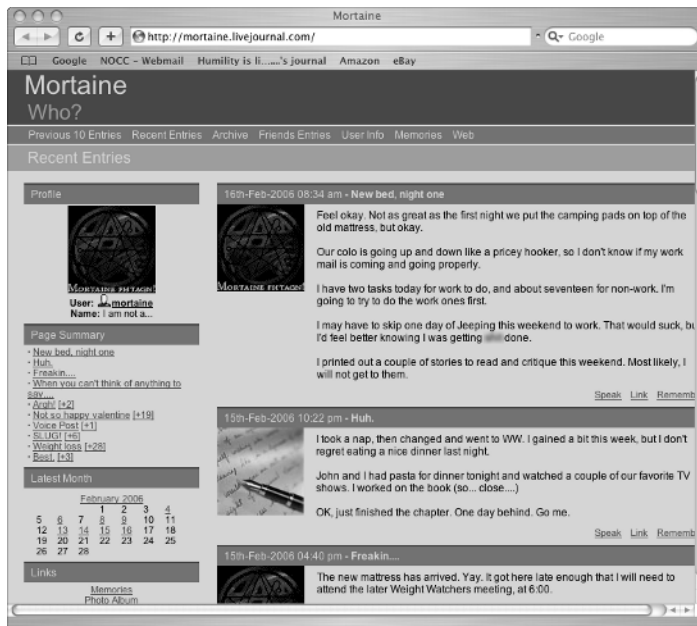 Mortaine
http://mortaine.livejournal.com/
Google
Google NOCC - Webmail Humility is li......'s journal Amazon eBay
Mortaine
Who?
Previous 10 Entries Recent Entries Archive Friends Entries User Info Memories Web
Recent Entries
Profile
MORTAINE PHTAGN!
User: mortaine
Name: I am not a...
Page Summary
· New bed, night one
· Huh.
· Freakin....
· When you can't think of anything to
say....
· Argh! [+2]
· Not so happy valentine [+19]
· Voice Post [+1]
· SLUG! [+6]
· Weight loss [+28]
· Best. [+3]
Latest Month
February 2006
1 2 3 4
5 6 7 8 9 10 11
12 13 14 15 16 17 18
19 20 21 22 23 24 25
26 27 28
Links
Memories
Photo Album
16th-Feb-2006 08:34 am - New bed, night one
MORTAINE PHTAGN!
Feel okay. Not as great as the first night we put the camping pads on top of the
old mattress, but okay.
Our colo is going up and down like a pricey hooker, so I don't know if my work
mail is coming and going properly.
I have two tasks today for work to do, and about seventeen for non-work. I'm
going to try to do the work ones first.
I may have to skip one day of Jeeping this weekend to work. That would suck, bu
I'd feel better knowing I was getting done.
I printed out a couple of stories to read and critique this weekend. Most likely, I
will not get to them.
Speak Link Rememb
15th-Feb-2006 10:22 pm - Huh.
I took a nap, then changed and went to WW. I gained a bit this week, but I don't
regret eating a nice dinner last night.
John and I had pasta for dinner tonight and watched a couple of our favorite TV
shows. I worked on the book (so... close....)
OK, just finished the chapter. One day behind. Go me.
Speak Link Rememb
15th-Feb-2006 04:40 pm - Freakin....
The new mattress has arrived. Yay. It got here late enough that I will need to
attend the later Weight Watchers meeting, at 6:00.